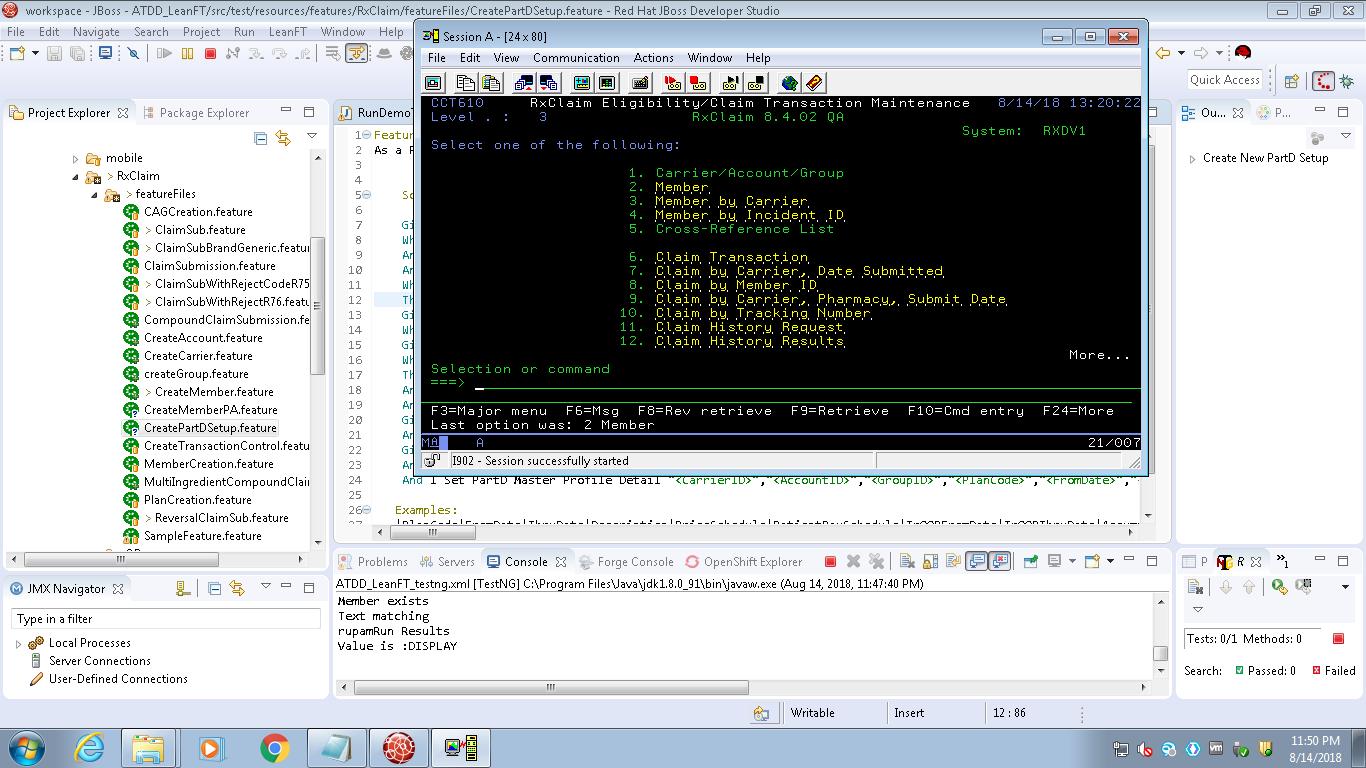 workspace - JBoss - ATDD_LeanFT/src/test/resources/features/RxClaim/featureFiles/CreatePartDSetup.feature - Red Hat JBoss Developer Studio
File Edit Navigate Search Project Run LeanFT Window Help
Quick Access
Project Explorer
Package Explorer
mobile
> RxClaim
> featureFiles
CAGCreation.feature
> ClaimSub.feature
> ClaimSubBrandGeneric.featur
ClaimSubmission.feature
> ClaimSubWithRejectCodeR75
> ClaimSubWithRejectR76.featu
CompoundClaimSubmission.fe
CreateAccount.feature
CreateCarrier.feature
createGroup.feature
> CreateMember.feature
CreateMemberPA.feature
CreatePartDSetup.feature
CreateTransactionControl.featu
MemberCreation.feature
MultiIngredientCompoundClai
PlanCreation.feature
> ReversalClaimSub.feature
SampleFeature.feature
JMX Navigator
Type in a filter
Local Processes
Server Connections
User-Defined Connections
RunDemoT
1 Featur
2 As a R
3
5 Sc
6
7 Gi
8 Wh
9 An
10 An
11 Wh
12 Th
13 Gi
14 Wh
15 An
16 Wh
17 Th
18 An
19 An
20 Gi
21 An
22 Gi
23 An
24 And I Set PartD Master Profile Detail "<CarrierID>","<AccountID>","<GroupID>","<PlanCode>","<FromDate>",
25
26 Examples:
Session A - [24 x 80]
File Edit View Communication Actions Window Help
CCT610 RxClaim Eligibility/Claim Transaction Maintenance 8/14/18 13:20:22
Level . : 3 RxClaim 8.4.02 QA
System: RXDV1
Select one of the following:
1. Carrier/Account/Group
2. Member
3. Member by Carrier
4. Member by Incident ID
5. Cross-Reference List
6. Claim Transaction
7. Claim by Carrier, Date Submitted
8. Claim by Member ID
9. Claim by Carrier, Pharmacy, Submit Date
10. Claim by Tracking Number
11. Claim History Request
12. Claim History Results
More...
Selection or command
===>
F3=Major menu F6=Msg F8=Rev retrieve F9=Retrieve F10=Cmd entry F24=More
Last option was: 2 Member
MA A 21/007
I902 - Session successfully started
Ou...
P...
Create New PartD Setup
Problems Servers Console Forge Console OpenShift Explorer
ATDD_LeanFT_testng.xml [TestNG] C:\Program Files\Java\jdk1.8.0_91\bin\javaw.exe (Aug 14, 2018, 11:47:40 PM)
Member exists
Text matching
rupamRun Results
Value is :DISPLAY
P R »1
Tests: 0/1 Methods: 0
Search: Passed: 0 Failed
Writable Insert 12 : 86
11:50 PM
8/14/2018